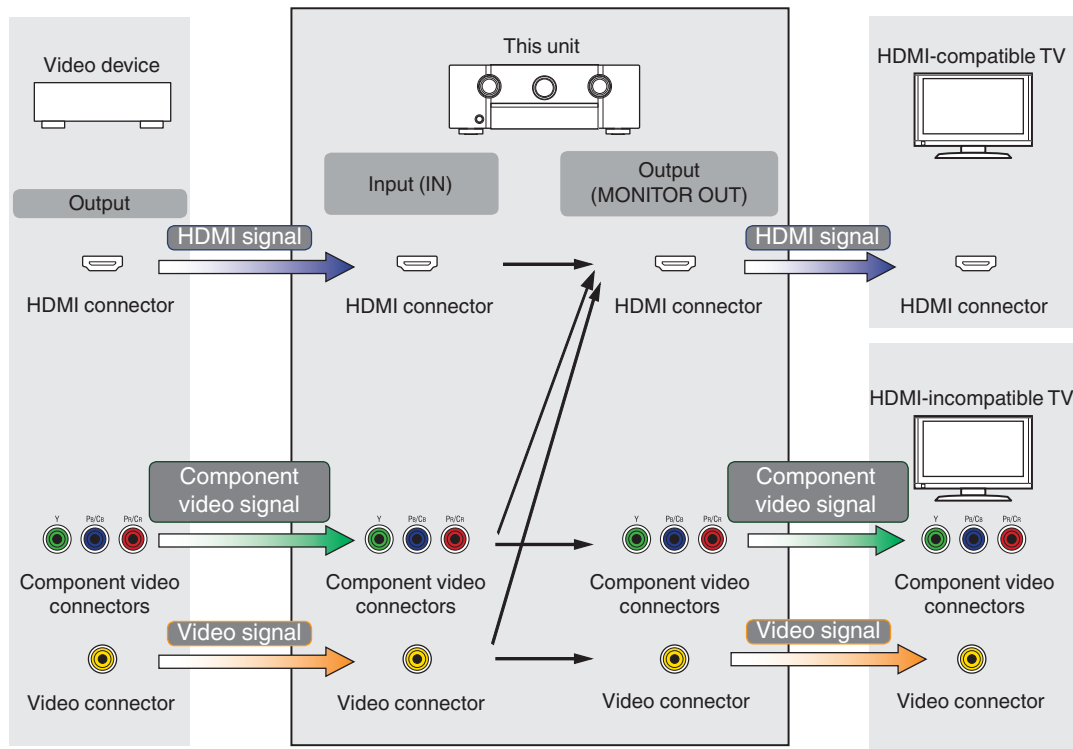 Video device
This unit
HDMI-compatible TV
Output
Input (IN)
Output
(MONITOR OUT)
HDMI signal
HDMI signal
HDMI connector
HDMI connector
HDMI connector
HDMI connector
HDMI-incompatible TV
Component
video signal
Component
video signal
Y PB/CB PR/CR
Y PB/CB PR/CR
Y PB/CB PR/CR
Y PB/CB PR/CR
Component video
connectors
Component video
connectors
Component video
connectors
Component video
connectors
Video signal
Video signal
Video connector
Video connector
Video connector
Video connector